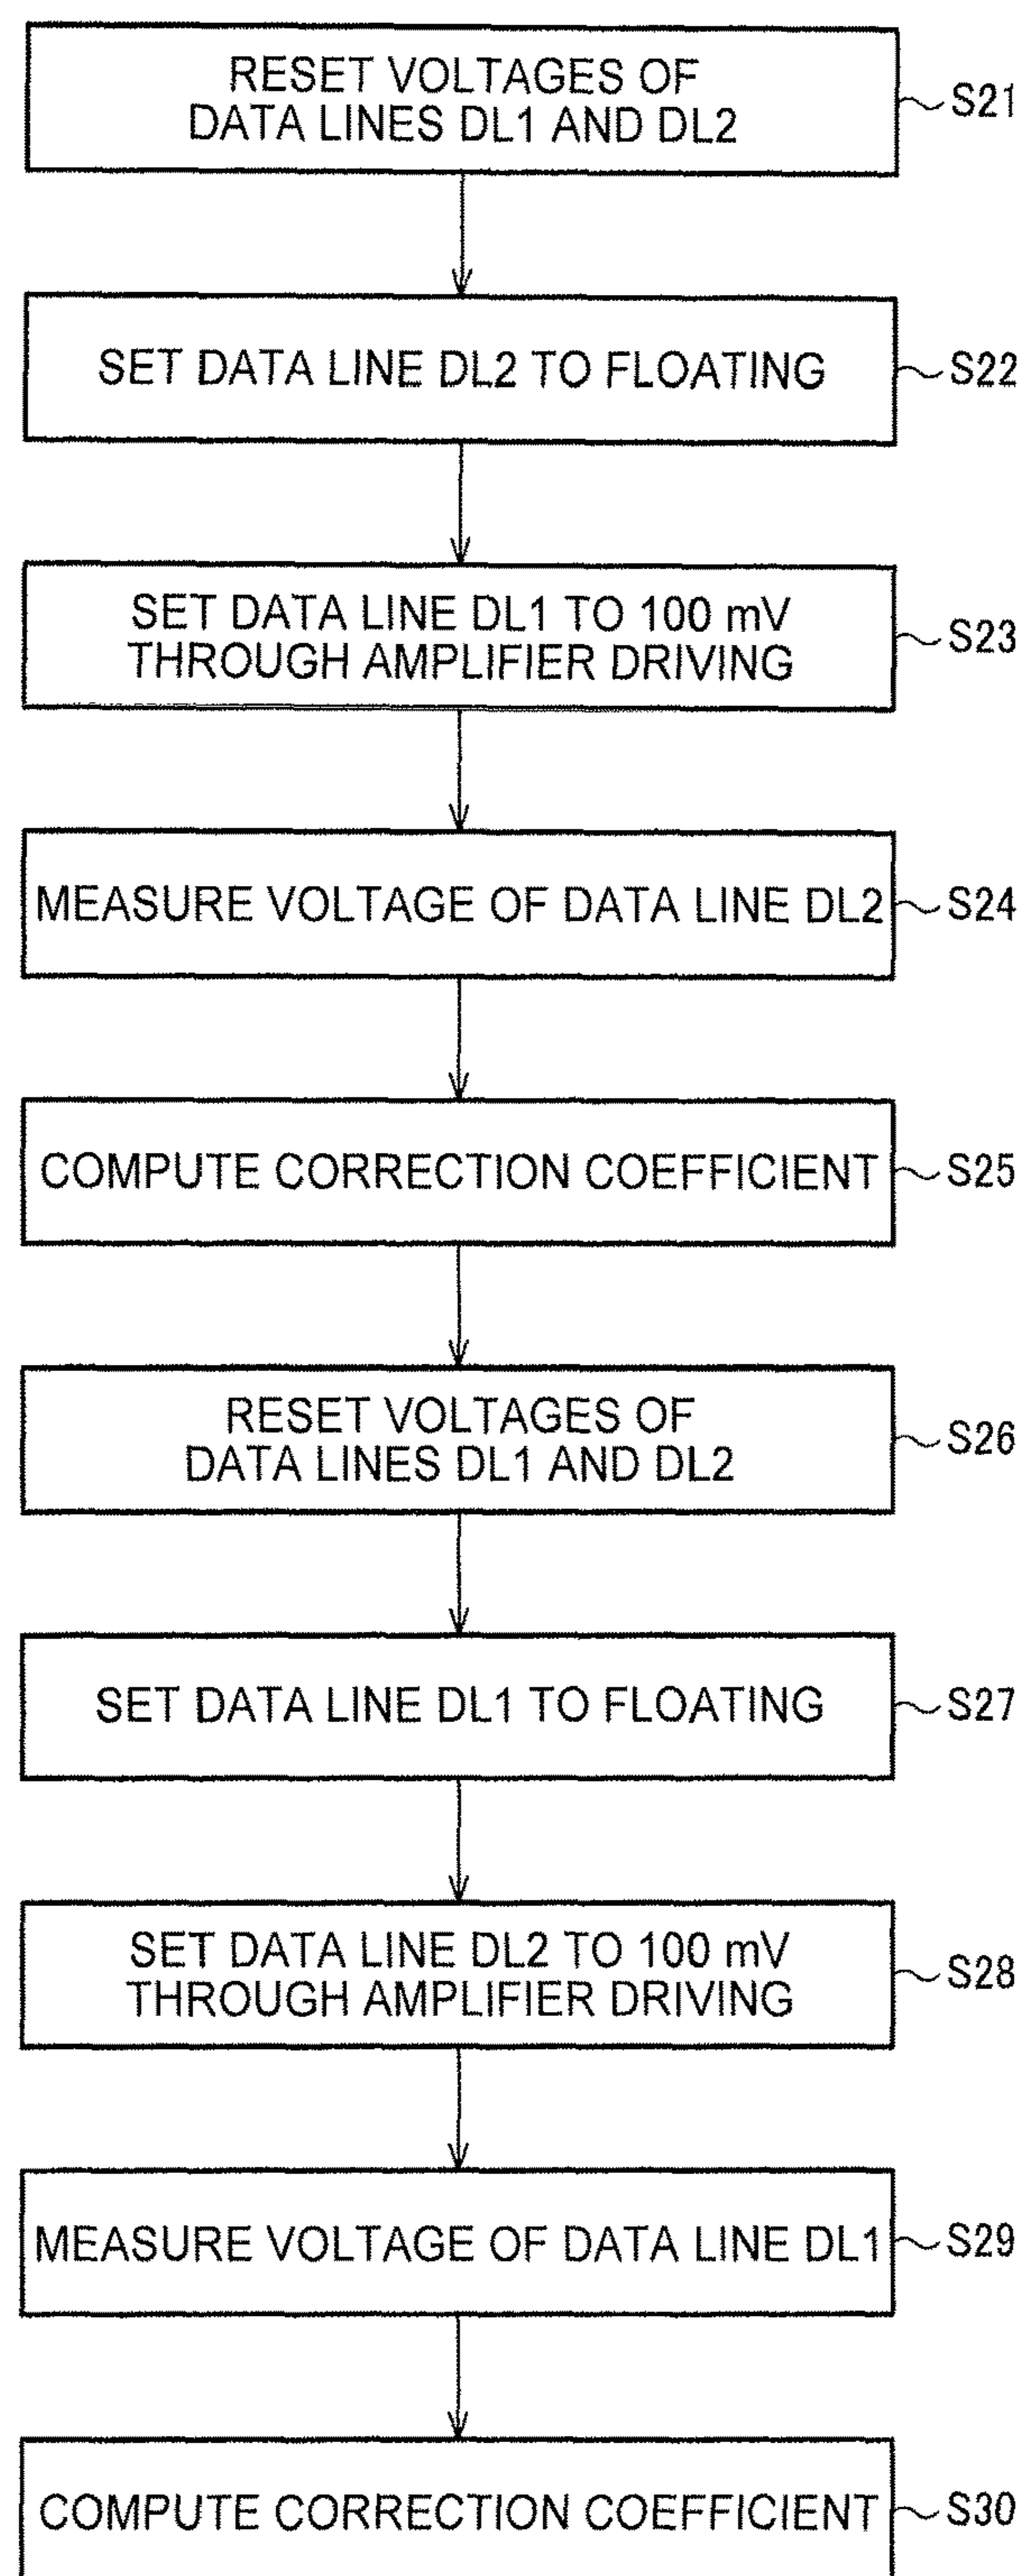 RESET VOLTAGES OF
DATA LINES DL1 AND DL2
S21
SET DATA LINE DL2 TO FLOATING
S22
SET DATA LINE DL1 TO 100 mV
THROUGH AMPLIFIER DRIVING
S23
MEASURE VOLTAGE OF DATA LINE DL2
S24
COMPUTE CORRECTION COEFFICIENT
S25
RESET VOLTAGES OF
DATA LINES DL1 AND DL2
S26
SET DATA LINE DL1 TO FLOATING
S27
SET DATA LINE DL2 TO 100 mV
THROUGH AMPLIFIER DRIVING
S28
MEASURE VOLTAGE OF DATA LINE DL1
S29
COMPUTE CORRECTION COEFFICIENT
S30